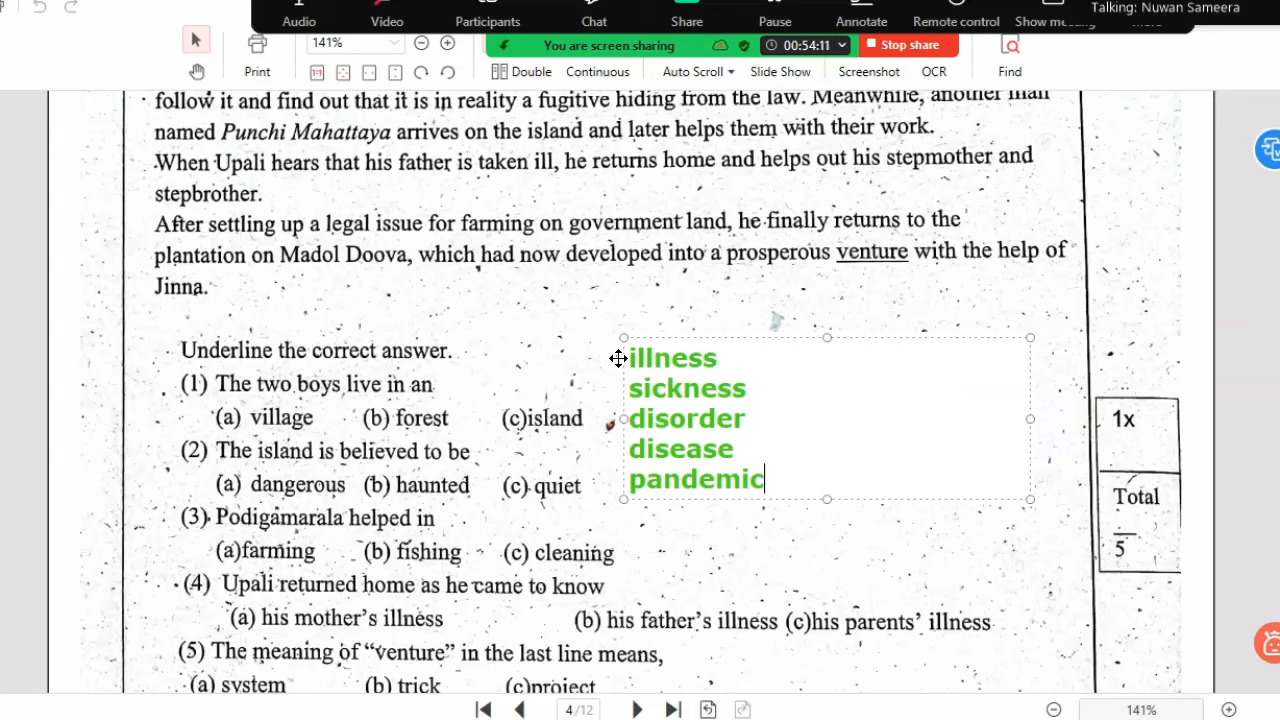 Talking: Nuwan Sameera
Audio Video Participants Chat Share Pause Annotate Remote control
141% You are screen sharing 00:54:11 Stop share
Print Double Continuous Auto Scroll Slide Show Screenshot OCR Find
follow it and find out that it is in reality a fugitive hiding from the law. Meanwhile, another man
named Punchi Mahattaya arrives on the island and later helps them with their work.
When Upali hears that his father is taken ill, he returns home and helps out his stepmother and
stepbrother.
After settling up a legal issue for farming on government land, he finally returns to the
plantation on Madol Doova, which had now developed into a prosperous venture with the help of
Jinna.
Underline the correct answer.
(1) The two boys live in an
(a) village (b) forest (c)island
(2) The island is believed to be
(a) dangerous (b) haunted (c) quiet
(3) Podigamarala helped in
(a)farming (b) fishing (c) cleaning
(4) Upali returned home as he came to know
(a) his mother's illness (b) his father's illness (c)his parents' illness
(5) The meaning of "venture" in the last line means,
(a) system (b) trick (c)project
illness
sickness
disorder
disease
pandemic
1x
Total
5
4/12 141%